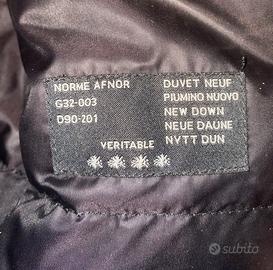 NORME AFNOR
G32-003
D90-201
VERITABLE
DUVET NEUF
PIUMINO NUOVO
NEW DOWN
NEUE DAUNE
NYTT DUN
subito